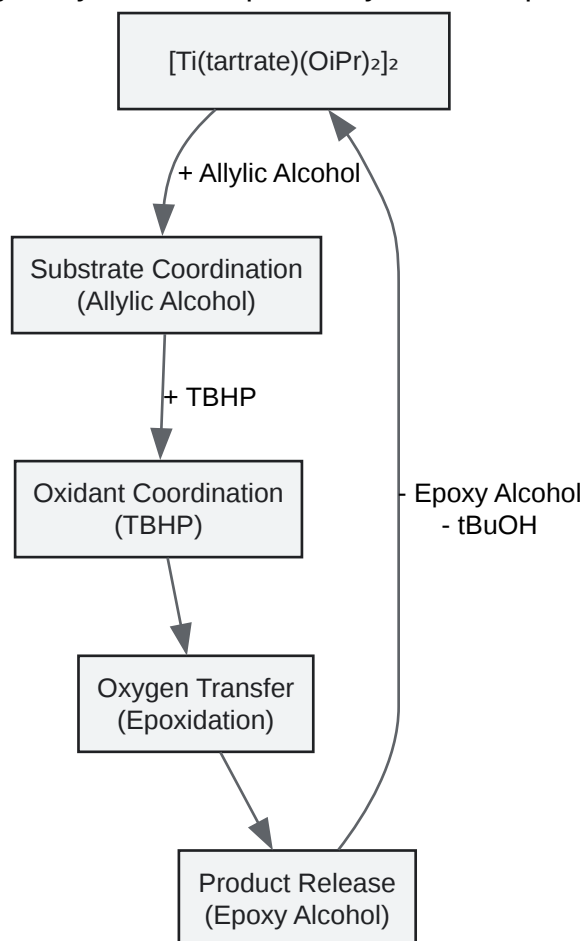 [Ti(tartrate)(OiPr)₂]₂
+ Allylic Alcohol
Substrate Coordination
(Allylic Alcohol)
+ TBHP
Oxidant Coordination
(TBHP)
- Epoxy Alcohol
- tBuOH
Oxygen Transfer
(Epoxidation)
Product Release
(Epoxy Alcohol)